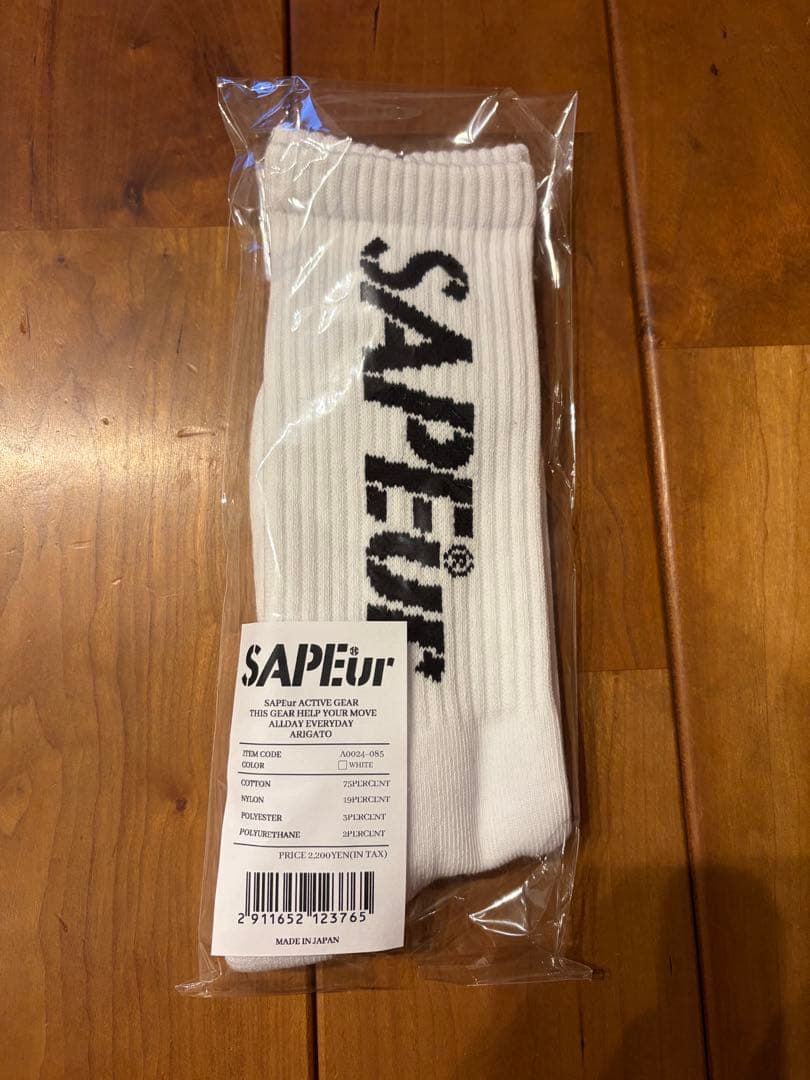 SAPEur®
SAPEur
SAPEur ACTIVE GEAR
THIS GEAR HELP YOUR MOVE
ALLDAY EVERYDAY
ARIGATO
ITEM CODE A0024-085
COLOR WHITE
COTTON 75PERCENT
NYLON 19PERCENT
POLYESTER 3PERCENT
POLYURETHANE 2PERCENT
PRICE 2,200YEN(IN TAX)
2 911652 123765
MADE IN JAPAN